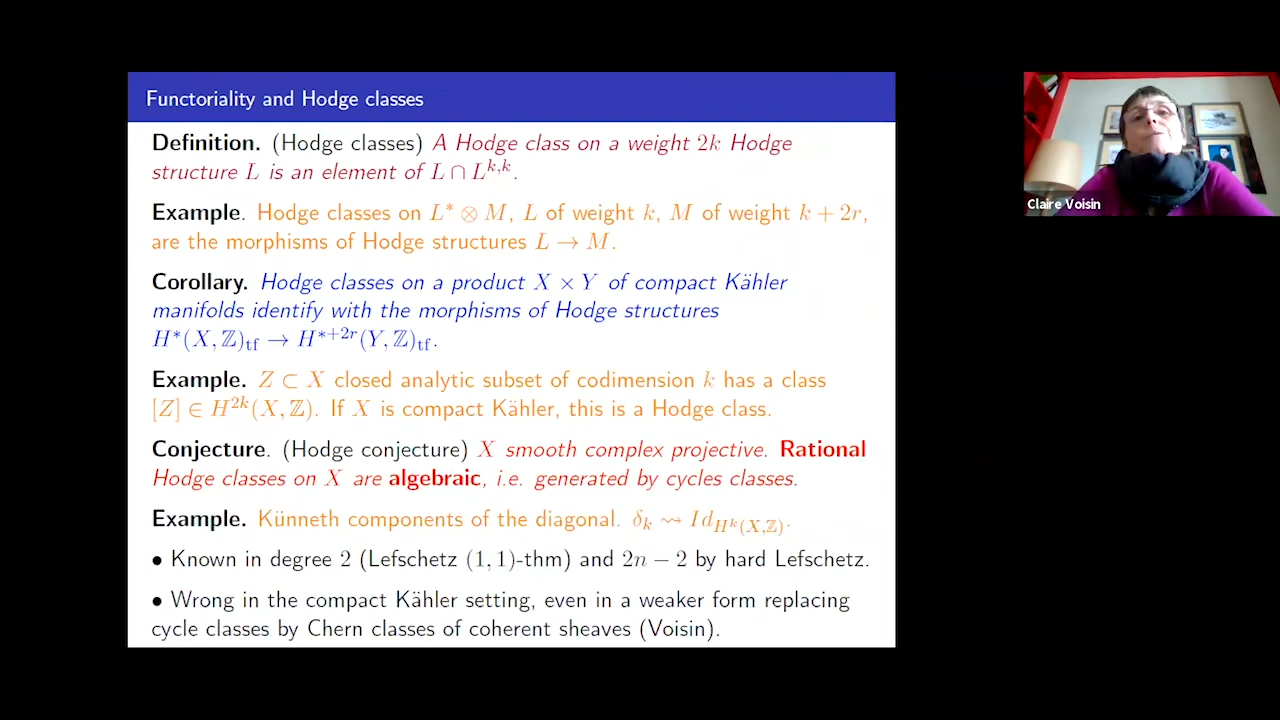 Functoriality and Hodge classes
Definition. (Hodge classes) A Hodge class on a weight 2k Hodge
structure L is an element of L ∩ L^{k,k}.
Example. Hodge classes on L* ⊗ M, L of weight k, M of weight k + 2r,
are the morphisms of Hodge structures L → M.
Corollary. Hodge classes on a product X × Y of compact Kähler
manifolds identify with the morphisms of Hodge structures
H*(X, ℤ)_{tf} → H^{*+2r}(Y, ℤ)_{tf}.
Example. Z ⊂ X closed analytic subset of codimension k has a class
[Z] ∈ H^{2k}(X, ℤ). If X is compact Kähler, this is a Hodge class.
Conjecture. (Hodge conjecture) X smooth complex projective. Rational
Hodge classes on X are algebraic, i.e. generated by cycles classes.
Example. Künneth components of the diagonal. δ_k ⇝ Id_{H^k(X,ℤ)}.
• Known in degree 2 (Lefschetz (1, 1)-thm) and 2n − 2 by hard Lefschetz.
• Wrong in the compact Kähler setting, even in a weaker form replacing
cycle classes by Chern classes of coherent sheaves (Voisin).
Claire Voisin